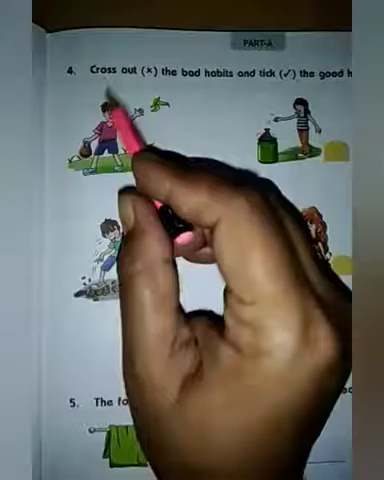 PART-A
4. Cross out (×) the bad habits and tick (✓) the good
5. The